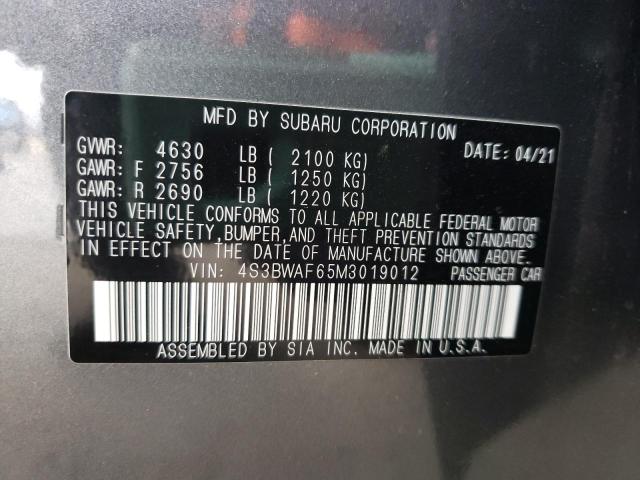 MFD BY SUBARU CORPORATION
GVWR: 4630 LB ( 2100 KG) DATE: 04/21
GAWR: F 2756 LB ( 1250 KG)
GAWR: R 2690 LB ( 1220 KG)
THIS VEHICLE CONFORMS TO ALL APPLICABLE FEDERAL MOTOR
VEHICLE SAFETY, BUMPER, AND THEFT PREVENTION STANDARDS
IN EFFECT ON THE DATE OF MANUFACTURE SHOWN ABOVE.
VIN: 4S3BWAF65M3019012 PASSENGER CAR
ASSEMBLED BY SIA INC. MADE IN U.S.A.